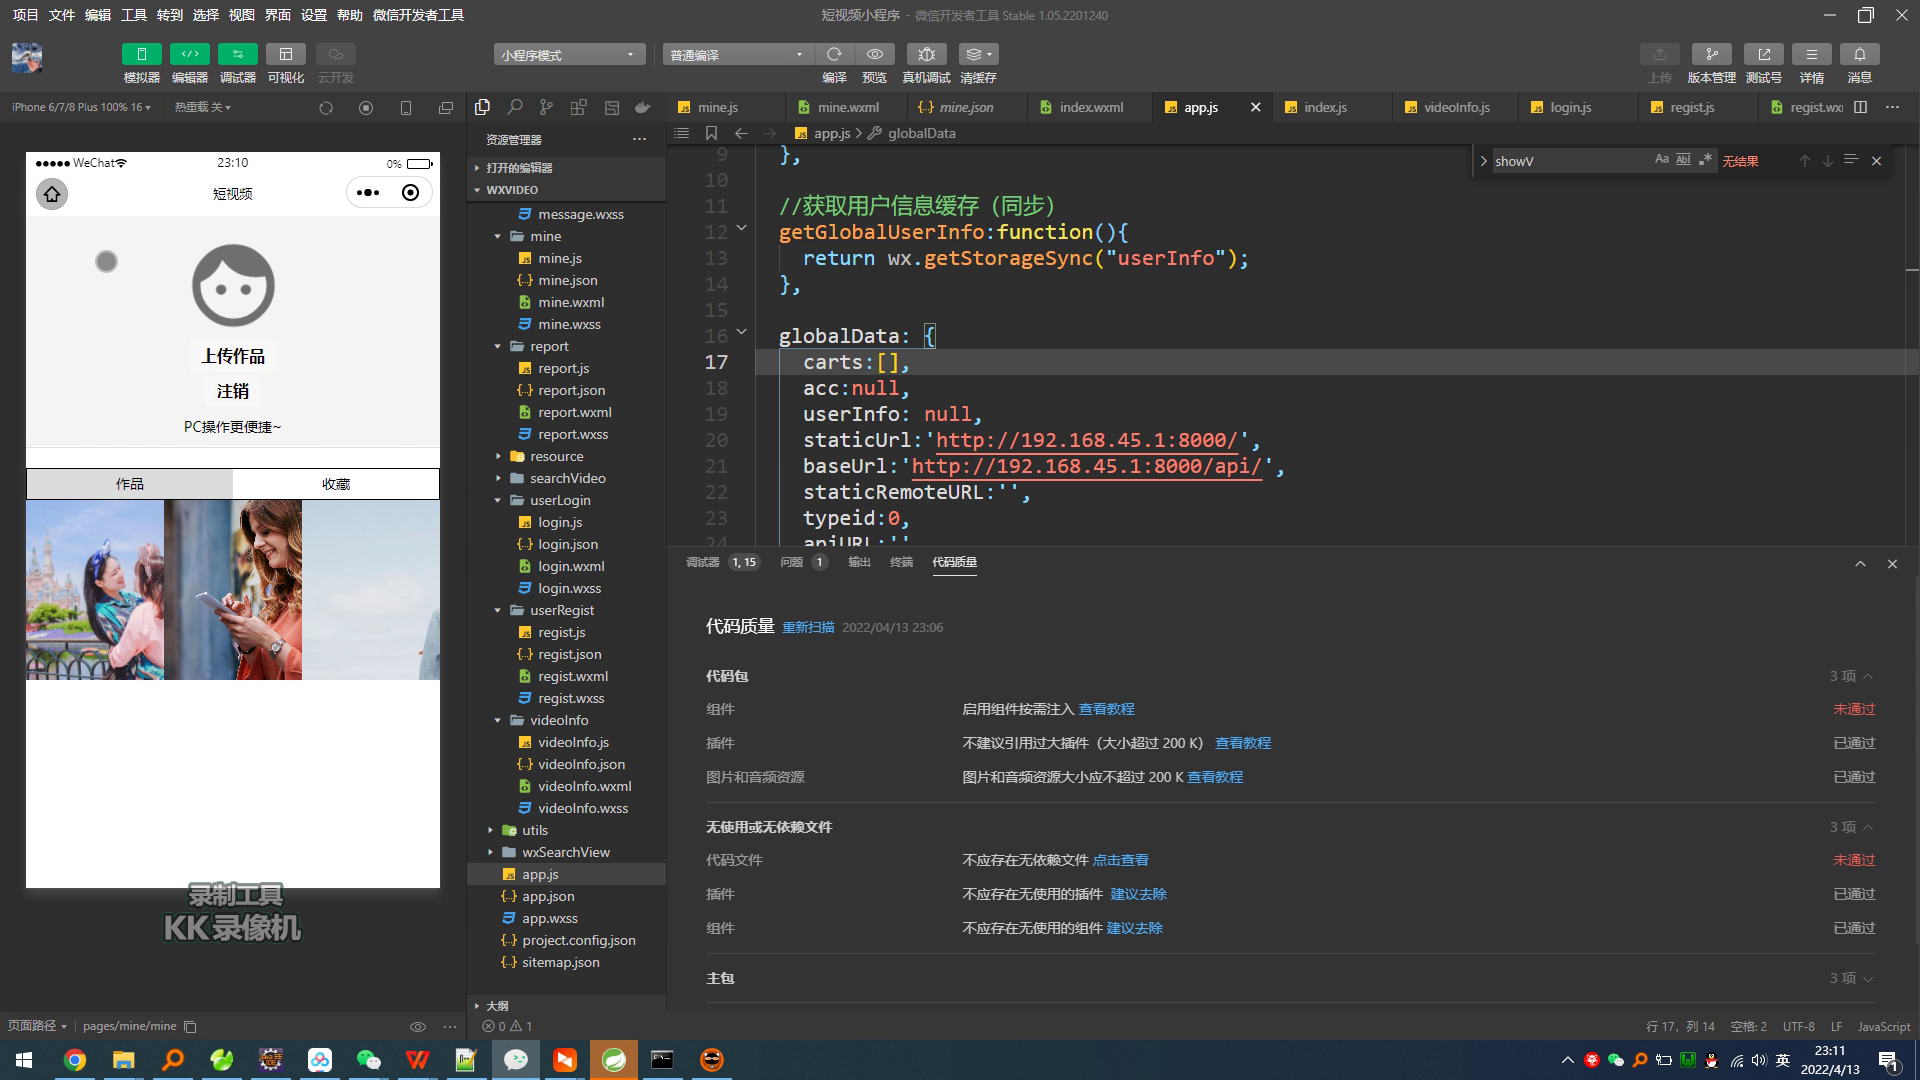 项目 文件 编辑 工具 转到 选择 视图 界面 设置 帮助 微信开发者工具
短视频小程序 - 微信开发者工具 Stable 1.05.2201240
小程序模式
普通编译
模拟器 编辑器 调试器 可视化 云开发
编译 预览 真机调试 清缓存
上传 版本管理 测试号 详情 消息
iPhone 6/7/8 Plus 100% 16
热重载 关
mine.js
mine.wxml
mine.json
index.wxml
app.js
index.js
videoInfo.js
login.js
regist.js
regist.wx
资源管理器
打开的编辑器
WXVIDEO
message.wxss
mine
mine.js
mine.json
mine.wxml
mine.wxss
report
report.js
report.json
report.wxml
report.wxss
resource
searchVideo
userLogin
login.js
login.json
login.wxml
login.wxss
userRegist
regist.js
regist.json
regist.wxml
regist.wxss
videoInfo
videoInfo.js
videoInfo.json
videoInfo.wxml
videoInfo.wxss
utils
wxSearchView
app.js
app.json
app.wxss
project.config.json
sitemap.json
大纲
WeChat
23:10
0%
短视频
上传作品
注销
PC操作更便捷~
作品
收藏
录制工具
KK录像机
app.js > globalData
showV
Aa Abl .*
无结果
9 },
10
11 //获取用户信息缓存（同步）
12 getGlobalUserInfo:function(){
13 return wx.getStorageSync("userInfo");
14 },
15
16 globalData: {
17 carts:[],
18 acc:null,
19 userInfo: null,
20 staticUrl:'http://192.168.45.1:8000/',
21 baseUrl:'http://192.168.45.1:8000/api/',
22 staticRemoteURL:'',
23 typeid:0,
24 apiURL:''
调试器 1, 15
问题 1
输出
终端
代码质量
代码质量 重新扫描 2022/04/13 23:06
代码包 3 项
组件 启用组件按需注入 查看教程 未通过
插件 不建议引用过大插件（大小超过 200 K） 查看教程 已通过
图片和音频资源 图片和音频资源大小应不超过 200 K 查看教程 已通过
无使用或无依赖文件 3 项
代码文件 不应存在无依赖文件 点击查看 未通过
插件 不应存在无使用的插件 建议去除 已通过
组件 不应存在无使用的组件 建议去除 已通过
主包 3 项
页面路径 pages/mine/mine
0 1
行 17，列 14 空格: 2 UTF-8 LF JavaScript
英
23:11
2022/4/13
1